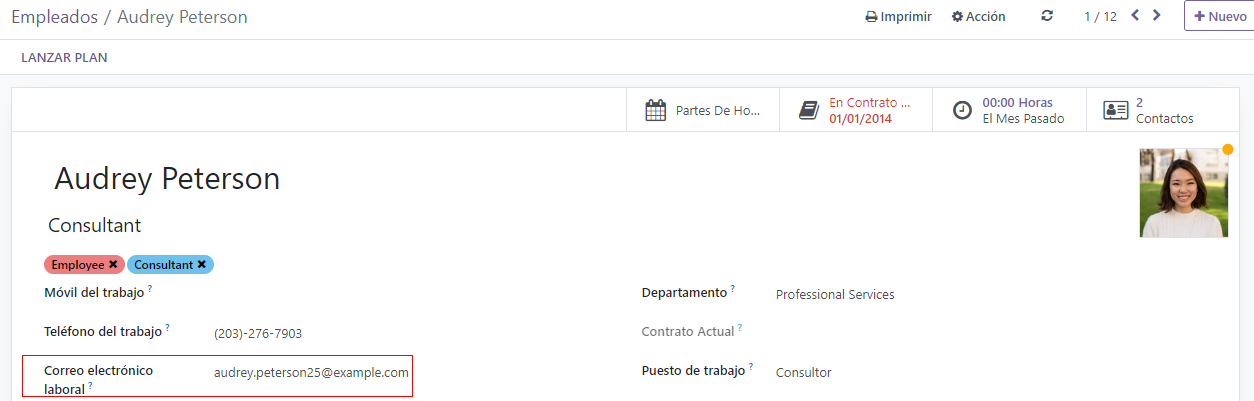 Empleados / Audrey Peterson
Imprimir Acción 1 / 12 + Nuevo
LANZAR PLAN
Partes De Ho... En Contrato ... 00:00 Horas 2
01/01/2014 El Mes Pasado Contactos
Audrey Peterson
Consultant
Employee ✖ Consultant ✖
Móvil del trabajo ? Departamento ? Professional Services
Teléfono del trabajo ? (203)-276-7903 Contrato Actual ?
Correo electrónico audrey.peterson25@example.com Puesto de trabajo ? Consultor
laboral ?